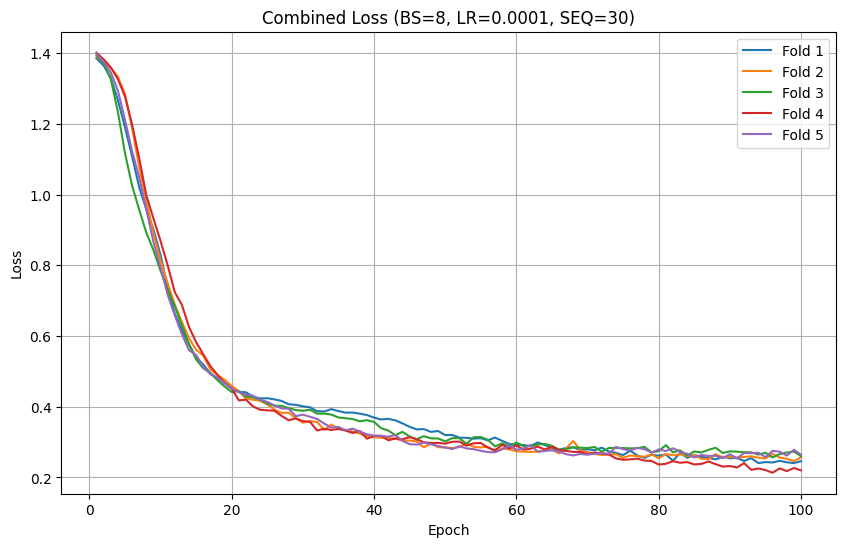 Combined Loss (BS=8, LR=0.0001, SEQ=30)
Fold 1
Fold 2
Fold 3
Fold 4
Fold 5
1.4
1.2
1.0
0.8
0.6
0.4
0.2
Loss
0 20 40 60 80 100
Epoch